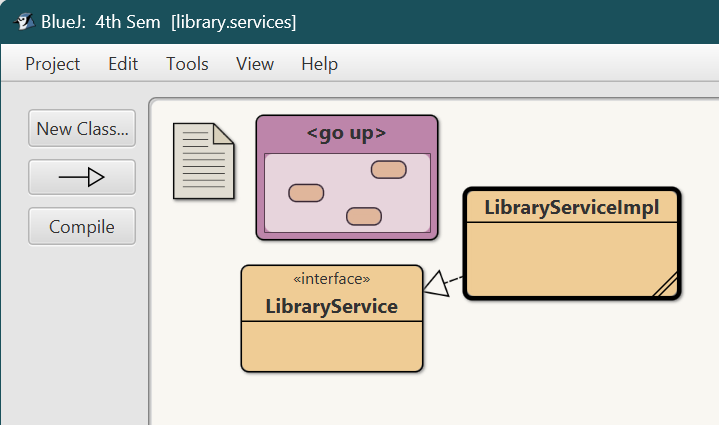 BlueJ:  4th Sem  [library.services]
Project Edit Tools View Help
New Class...
<go up>
Compile
LibraryServiceImpl
«interface»
LibraryService